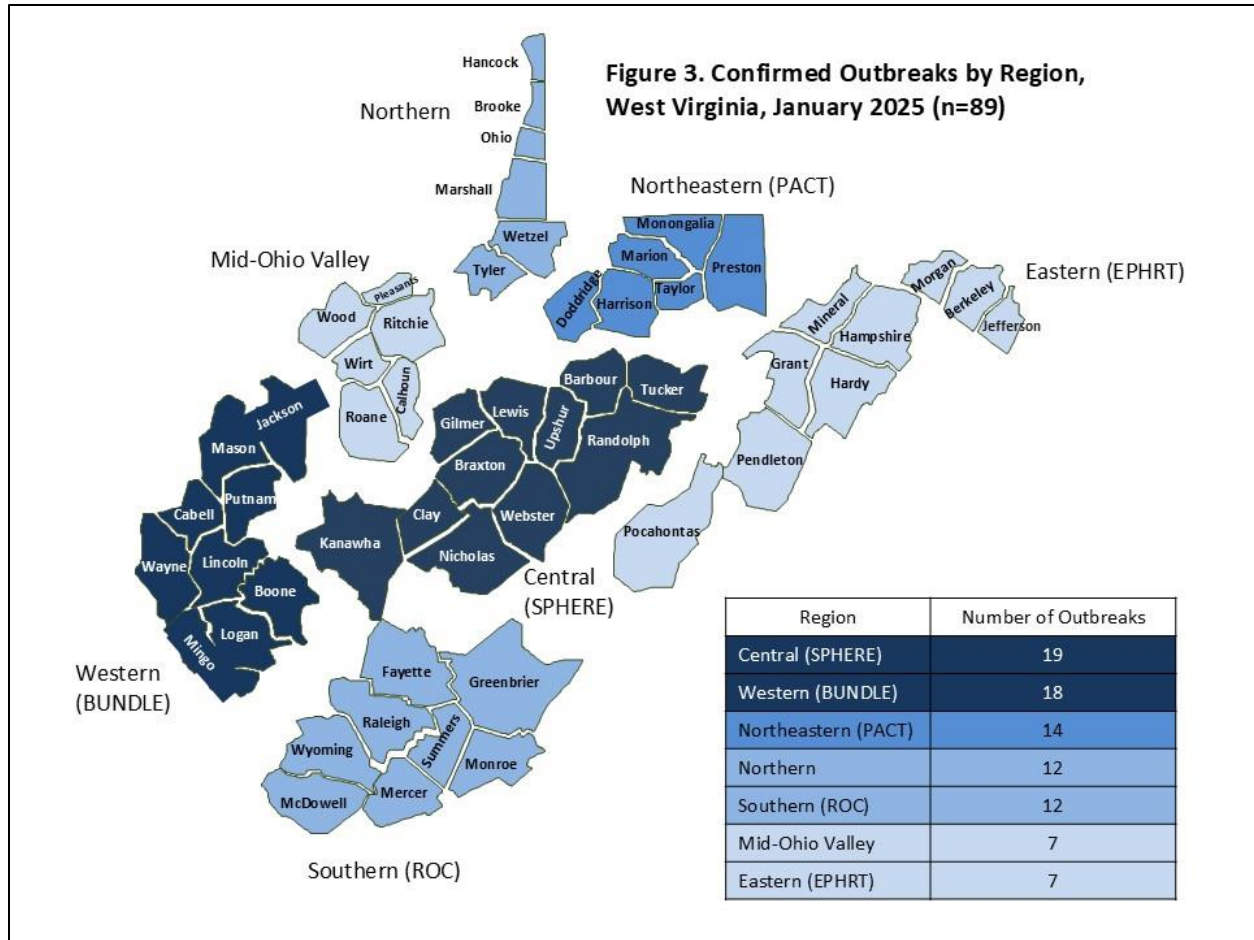 Figure 3. Confirmed Outbreaks by Region,
West Virginia, January 2025 (n=89)
Northern
Hancock
Brooke
Ohio
Marshall
Wetzel
Tyler
Northeastern (PACT)
Monongalia
Marion
Preston
Taylor
Harrison
Doddridge
Mid-Ohio Valley
Pleasants
Wood
Ritchie
Wirt
Calhoun
Roane
Eastern (EPHRT)
Morgan
Berkeley
Jefferson
Mineral
Hampshire
Grant
Hardy
Pendleton
Pocahontas
Barbour
Tucker
Lewis
Upshur
Gilmer
Randolph
Braxton
Clay
Webster
Kanawha
Nicholas
Central
(SPHERE)
Jackson
Mason
Putnam
Cabell
Wayne
Lincoln
Boone
Logan
Mingo
Western
(BUNDLE)
Fayette
Greenbrier
Raleigh
Summers
Wyoming
Monroe
Mercer
McDowell
Southern (ROC)
Region Number of Outbreaks
Central (SPHERE) 19
Western (BUNDLE) 18
Northeastern (PACT) 14
Northern 12
Southern (ROC) 12
Mid-Ohio Valley 7
Eastern (EPHRT) 7